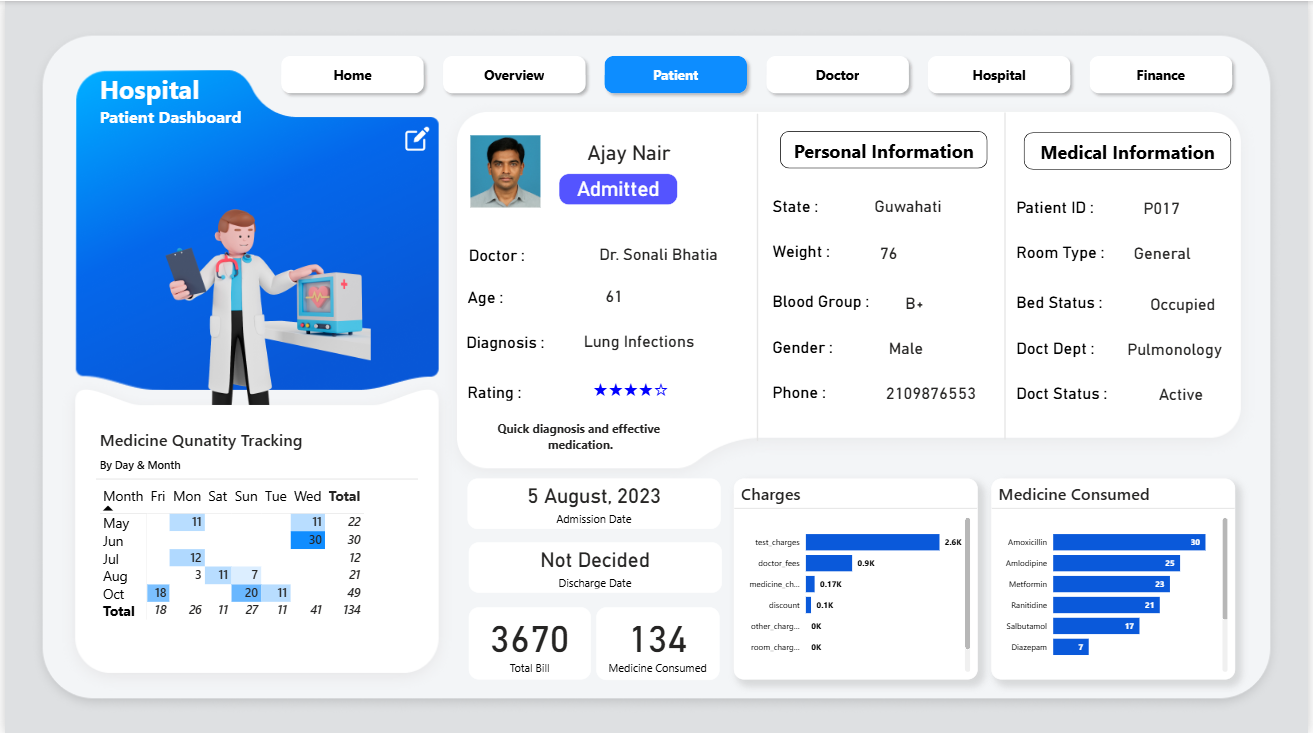 Home
Overview
Patient
Doctor
Hospital
Finance
Hospital
Patient Dashboard
Ajay Nair
Admitted
Doctor : Dr. Sonali Bhatia
Age : 61
Diagnosis : Lung Infections
Rating : ★★★★☆
Quick diagnosis and effective
medication.
Personal Information
State : Guwahati
Weight : 76
Blood Group : B+
Gender : Male
Phone : 2109876553
Medical Information
Patient ID : P017
Room Type : General
Bed Status : Occupied
Doct Dept : Pulmonology
Doct Status : Active
Medicine Qunatity Tracking
By Day & Month
Month Fri Mon Sat Sun Tue Wed Total
May 11 11 22
Jun 30 30
Jul 12 12
Aug 3 11 7 21
Oct 18 20 11 49
Total 18 26 11 27 11 41 134
5 August, 2023
Admission Date
Not Decided
Discharge Date
3670
Total Bill
134
Medicine Consumed
Charges
test_charges 2.6K
doctor_fees 0.9K
medicine_ch... 0.17K
discount 0.1K
other_charg... 0K
room_charg... 0K
Medicine Consumed
Amoxicillin 30
Amlodipine 25
Metformin 23
Ranitidine 21
Salbutamol 17
Diazepam 7